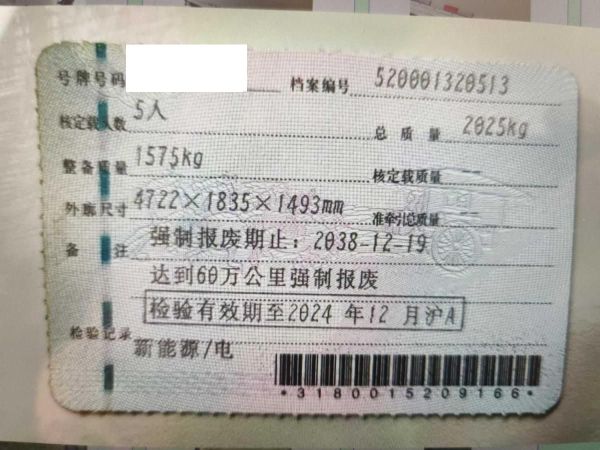 号牌号码 档案编号 520001320513
核定载人数 5人 总质量 2025kg
整备质量 1575kg 核定载质量 --
外廓尺寸 4722×1835×1493mm 准牵引总质量 --
备注 强制报废期止：2038-12-19
达到60万公里强制报废
检验有效期至2024 年12 月沪A
检验记录
新能源/电
*3180015209166*